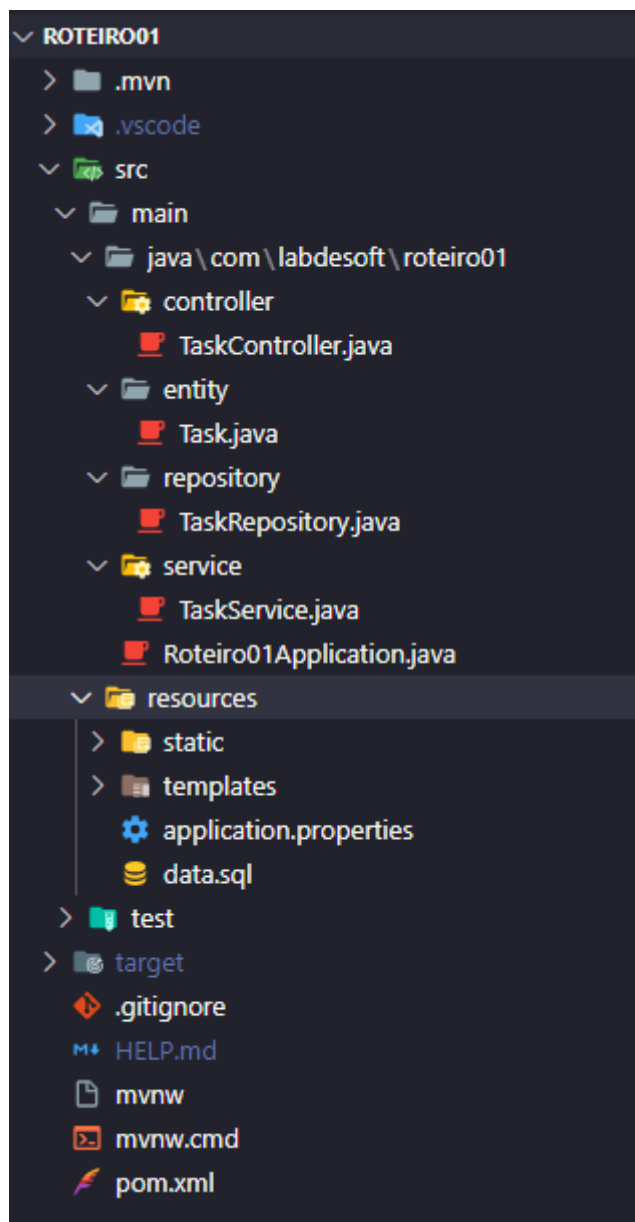 ROTEIRO01
.mvn
.vscode
src
main
java\com\labdesoft\roteiro01
controller
TaskController.java
entity
Task.java
repository
TaskRepository.java
service
TaskService.java
Roteiro01Application.java
resources
static
templates
application.properties
data.sql
test
target
.gitignore
HELP.md
mvnw
mvnw.cmd
pom.xml